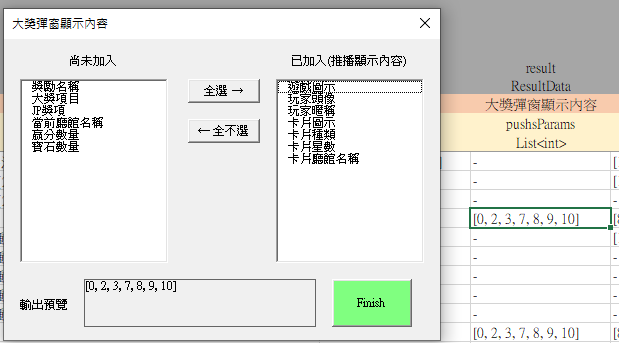 大獎彈窗顯示內容
尚未加入
獎勵名稱
大獎項目
JP獎項
當前廳館名稱
贏分數量
寶石數量
全選 →
← 全不選
已加入(推播顯示內容)
遊戲圖示
玩家頭像
玩家暱稱
卡片圖示
卡片種類
卡片星數
卡片廳館名稱
輸出預覽
[0, 2, 3, 7, 8, 9, 10]
Finish
result
ResultData
大獎彈窗顯示內容
pushsParams
List<int>
-
-
-
[0, 2, 3, 7, 8, 9, 10]
-
-
-
-
-
[0, 2, 3, 7, 8, 9, 10]